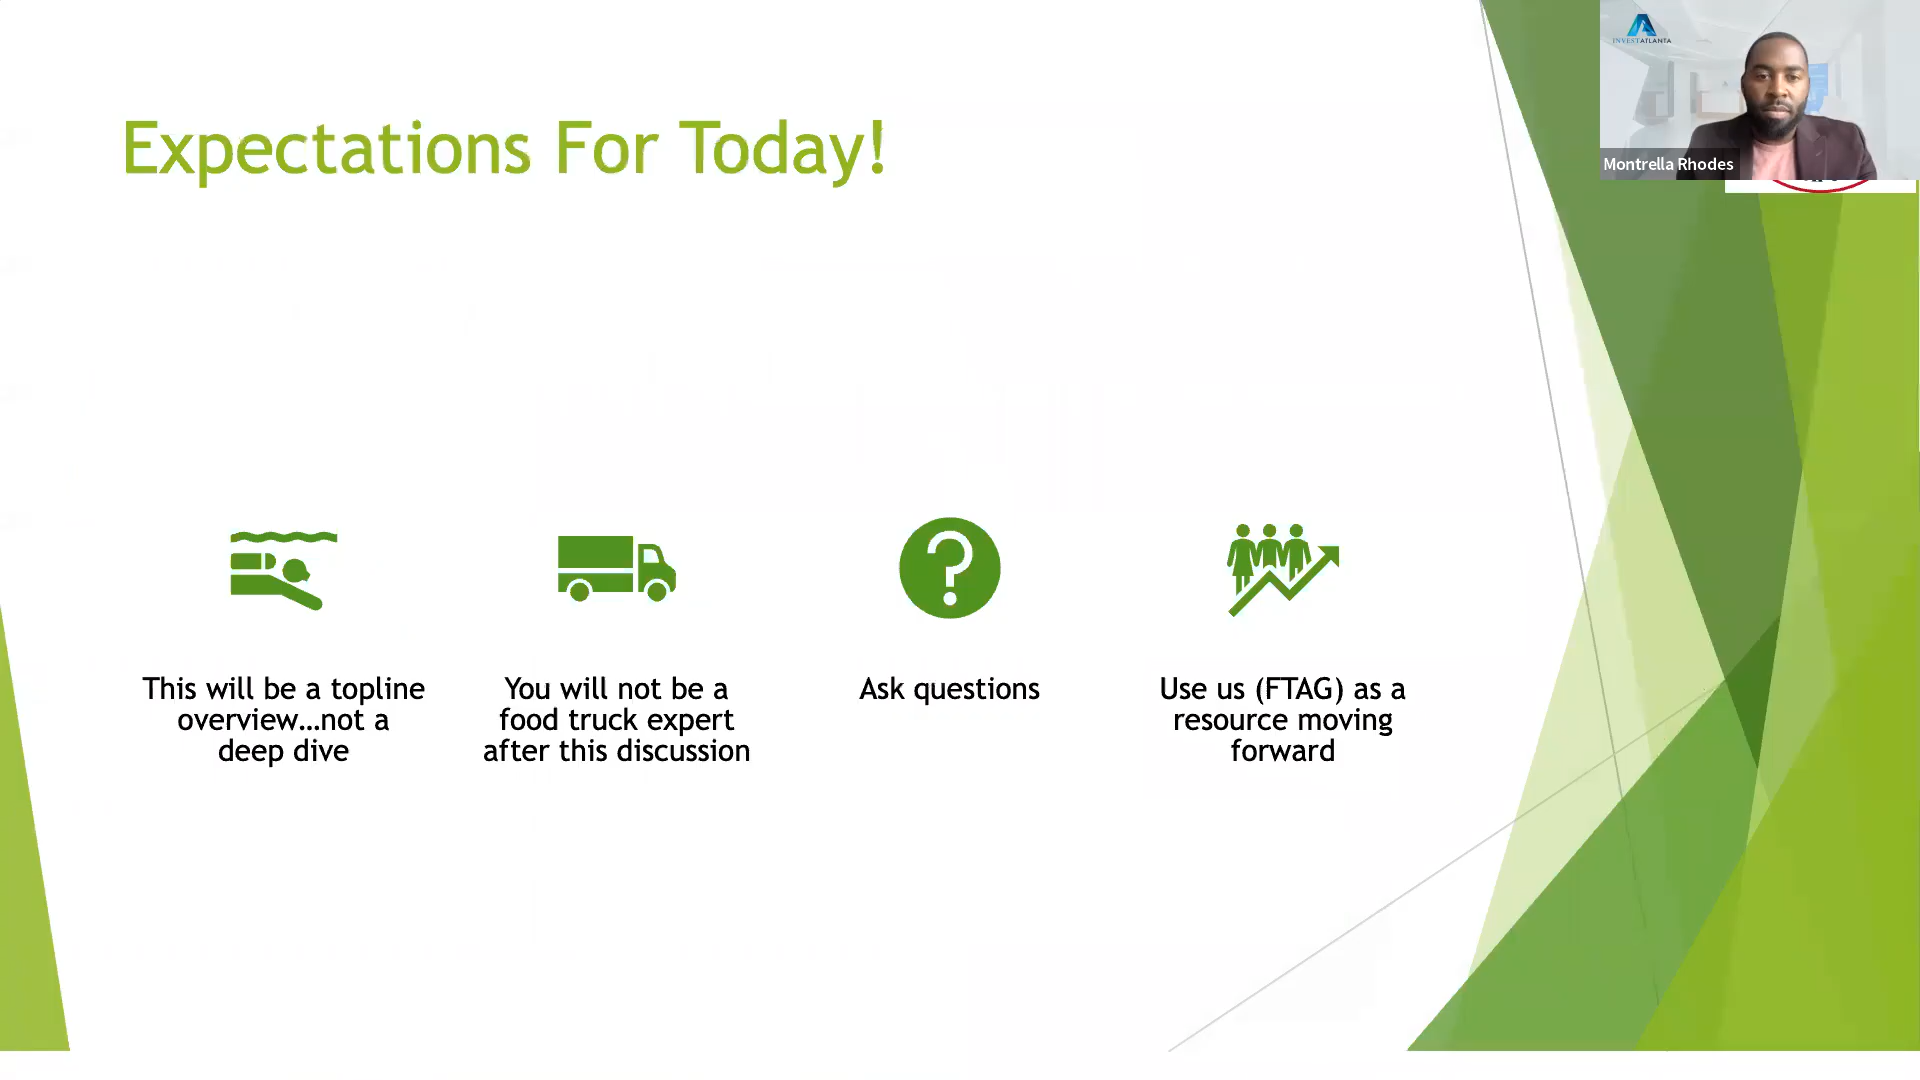 INVESTATLANTA
Montrella Rhodes
Expectations For Today!
This will be a topline
overview...not a
deep dive
You will not be a
food truck expert
after this discussion
?
Ask questions
Use us (FTAG) as a
resource moving
forward